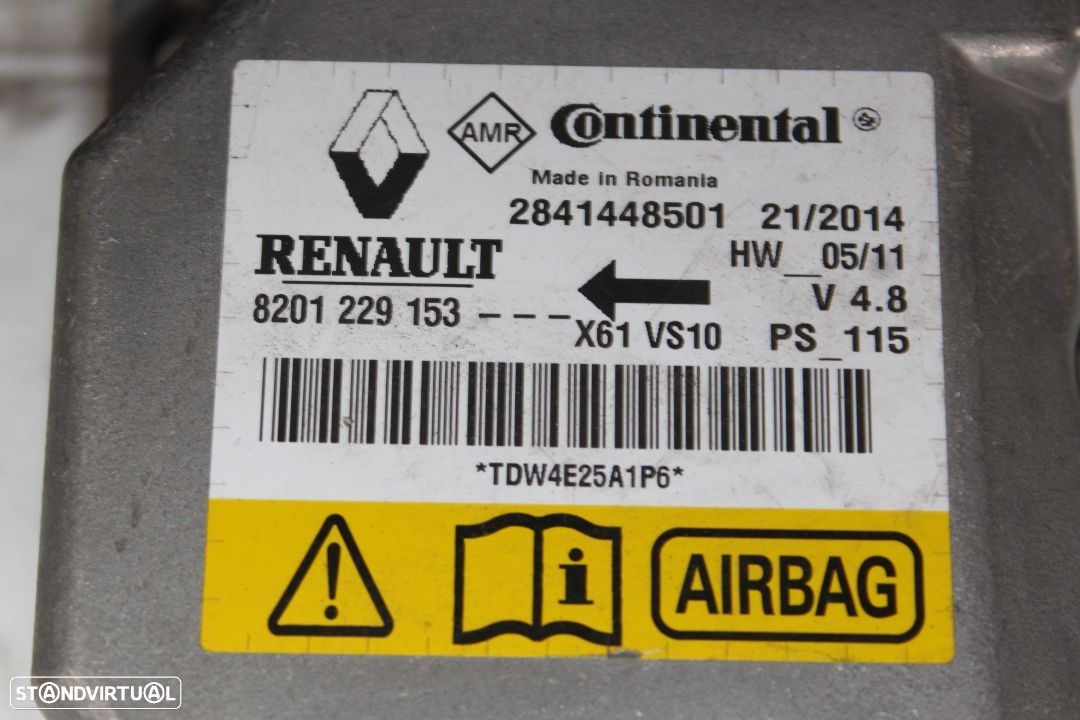 AMR Continental
Made in Romania
2841448501 21/2014
RENAULT HW__05/11
8201 229 153 - - - - V 4.8
X61 VS10 PS_115
*TDW4E25A1P6*
AIRBAG
STANDVIRTUAL